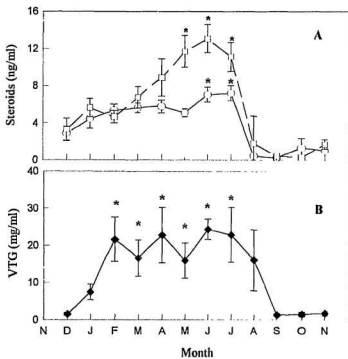 16
12
8
4
0
Steroids (ng/ml)
A
* * *
* *
40
30
20
10
0
VTG (mg/ml)
B
* * * * * *
N D J F M A M J J A S O N
Month